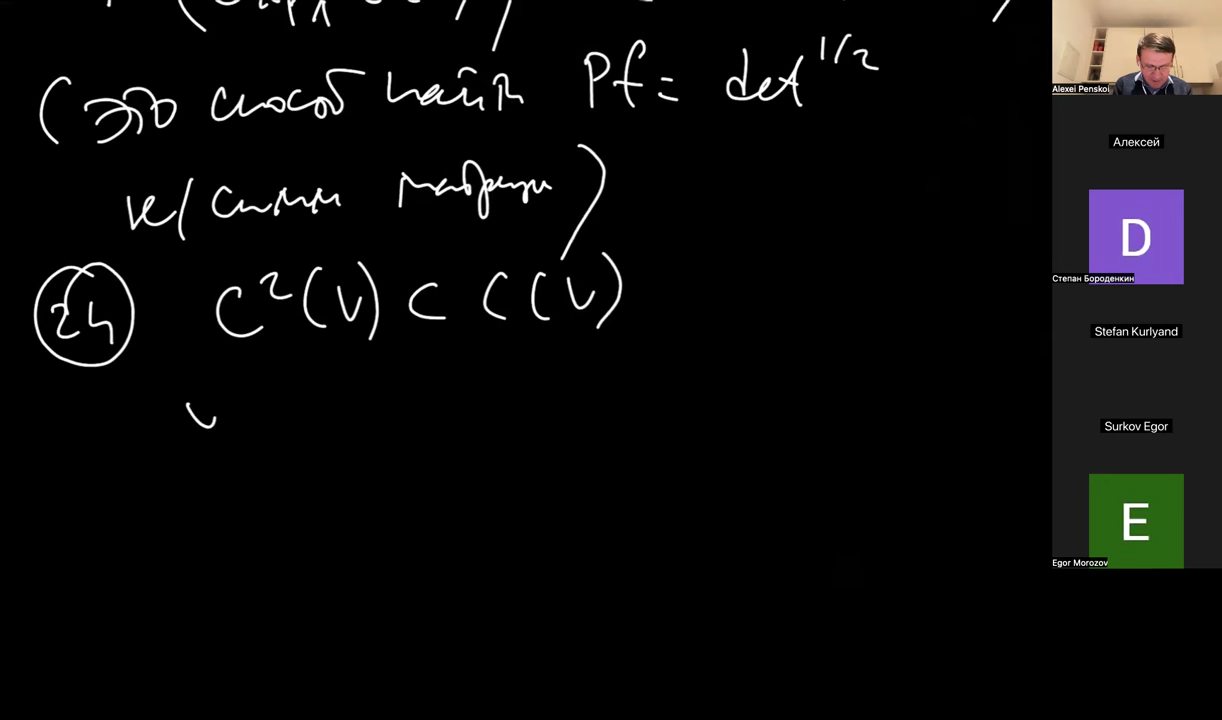 (это способ найти Pf = det^{1/2}
к/симм матрицы)
24 C²(V) ⊂ C(V)
Alexei Penskoi
Алексей
D
Степан Бороденкин
Stefan Kurlyand
Surkov Egor
E
Egor Morozov